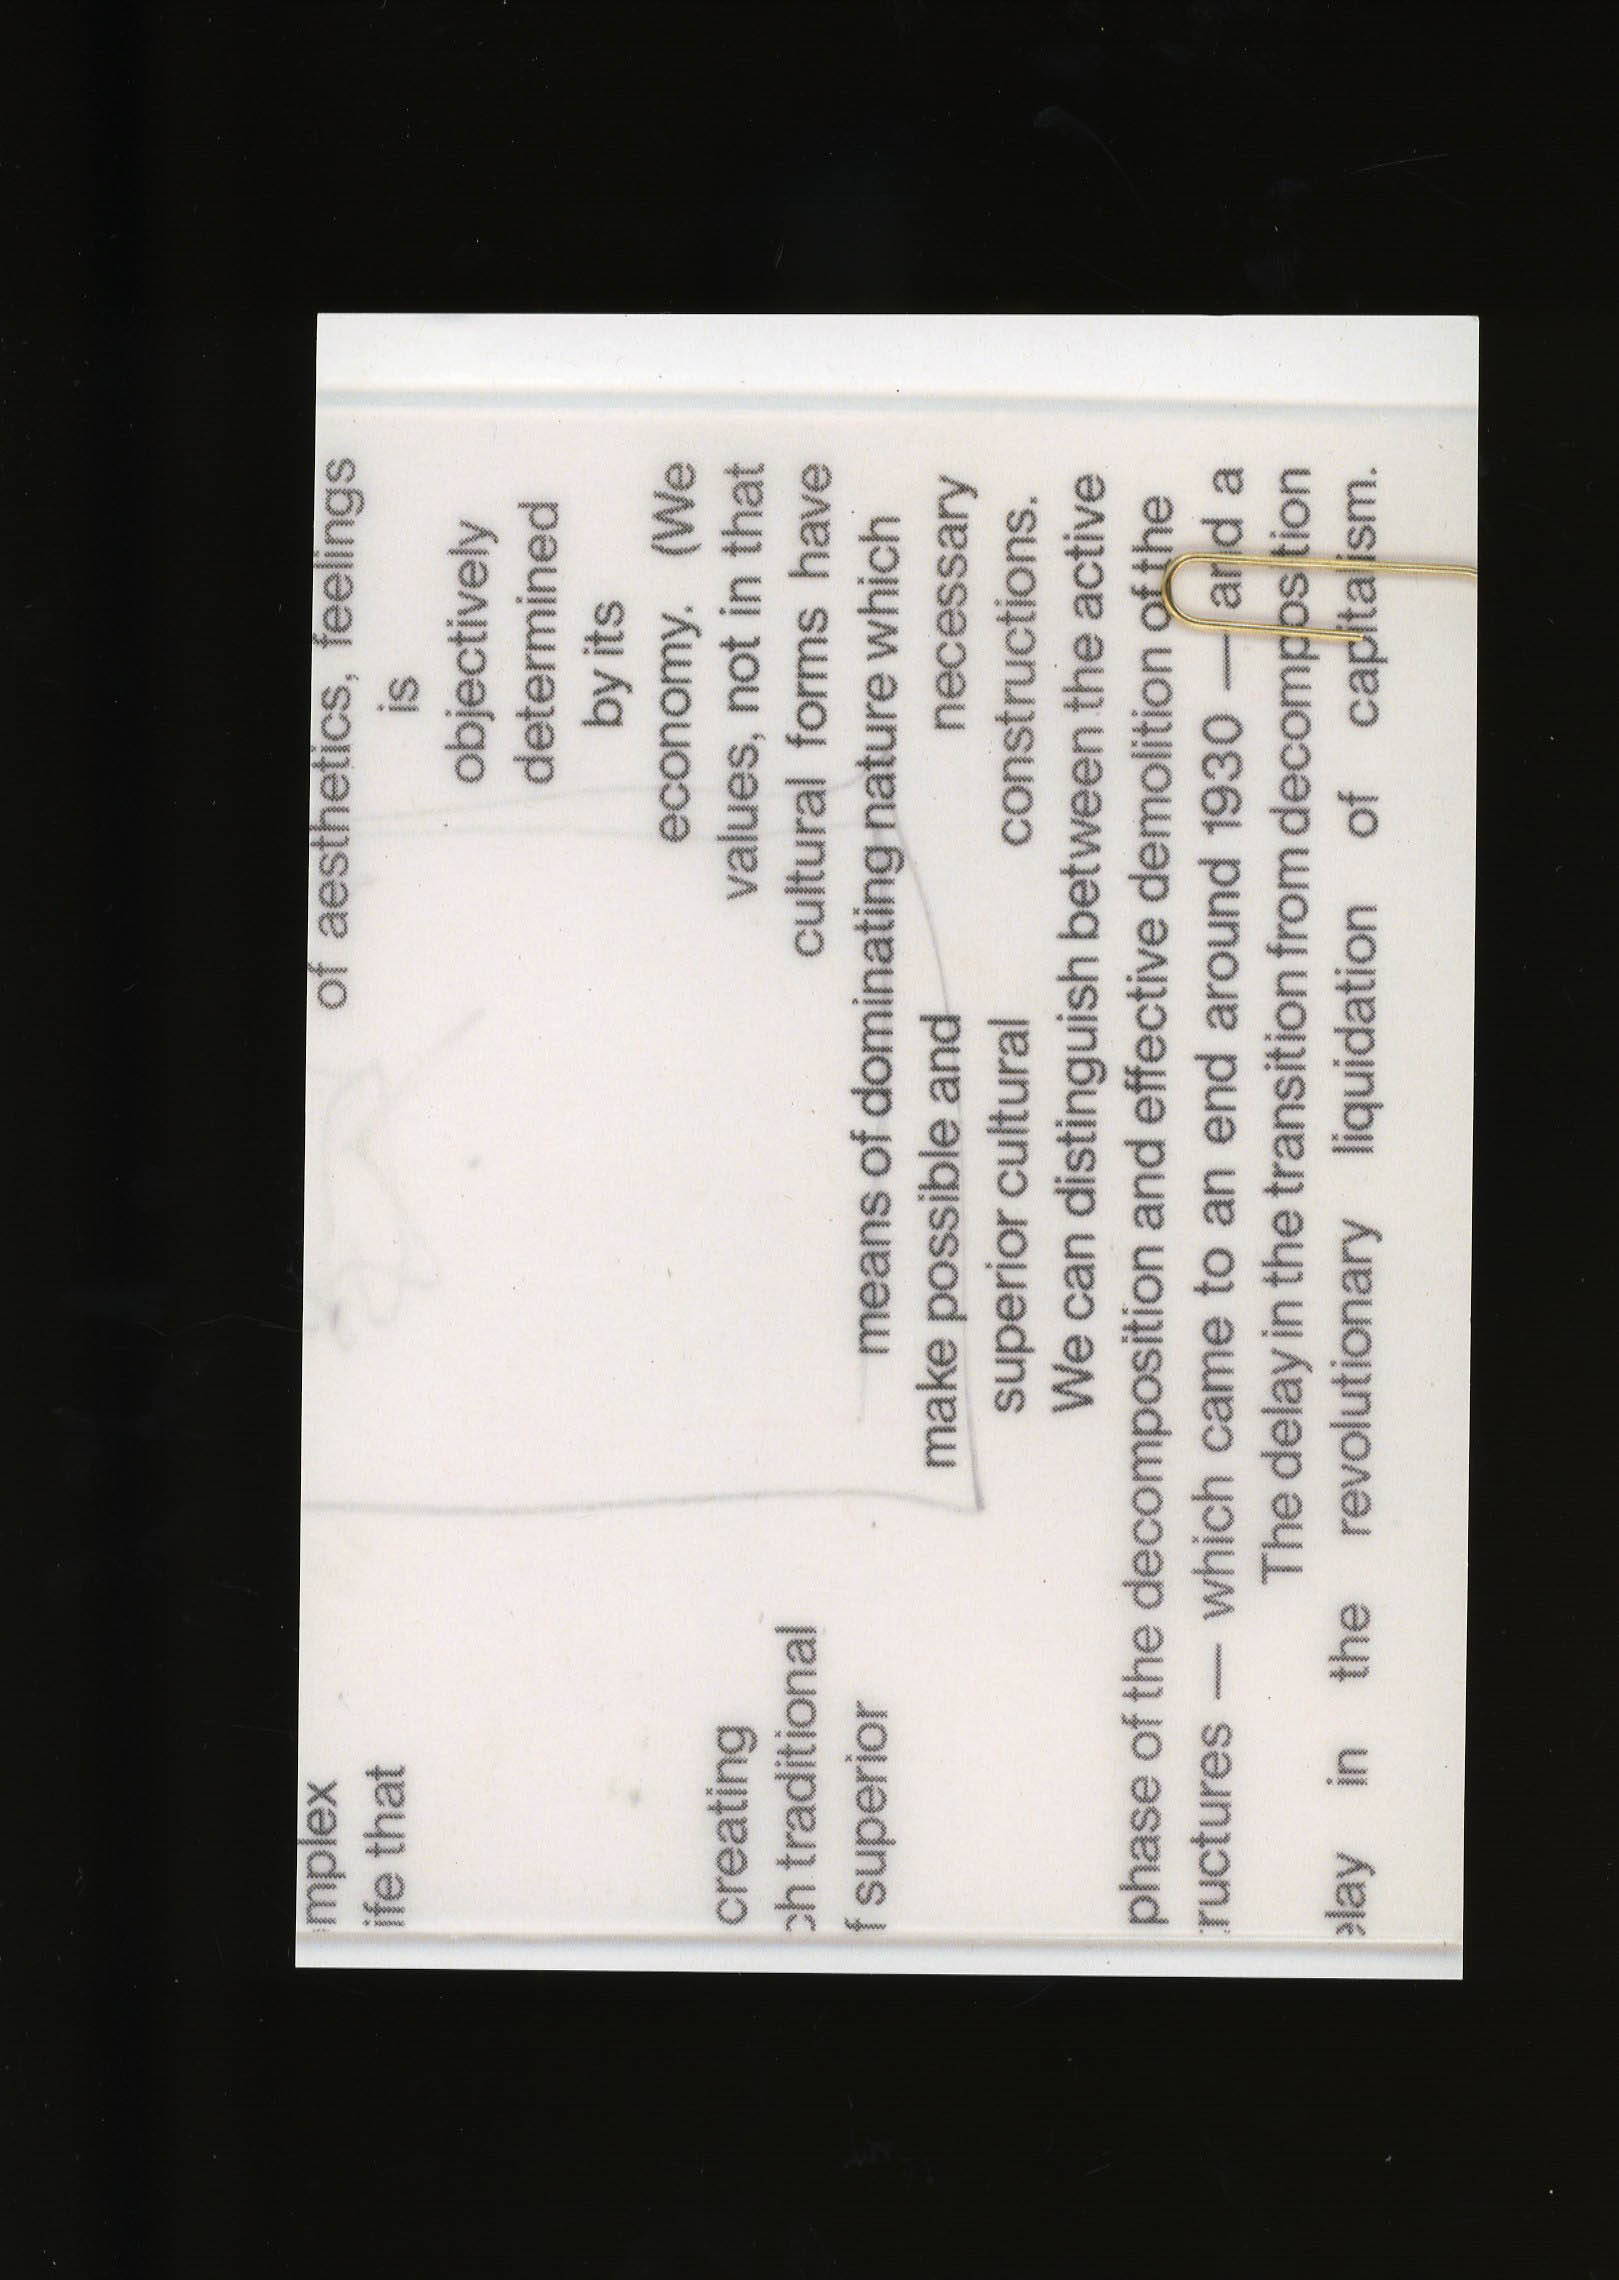 mplex of aesthetics, feelings
ife that is
objectively
determined
by its
economy. (We
creating values, not in that
ch traditional cultural forms have
f superior means of dominating nature which
make possible and necessary
superior cultural constructions.
We can distinguish between the active
phase of the decomposition and effective demolition of the
ructures — which came to an end around 1930 — and a
The delay in the transition from decomposition
elay in the revolutionary liquidation of capitalism.